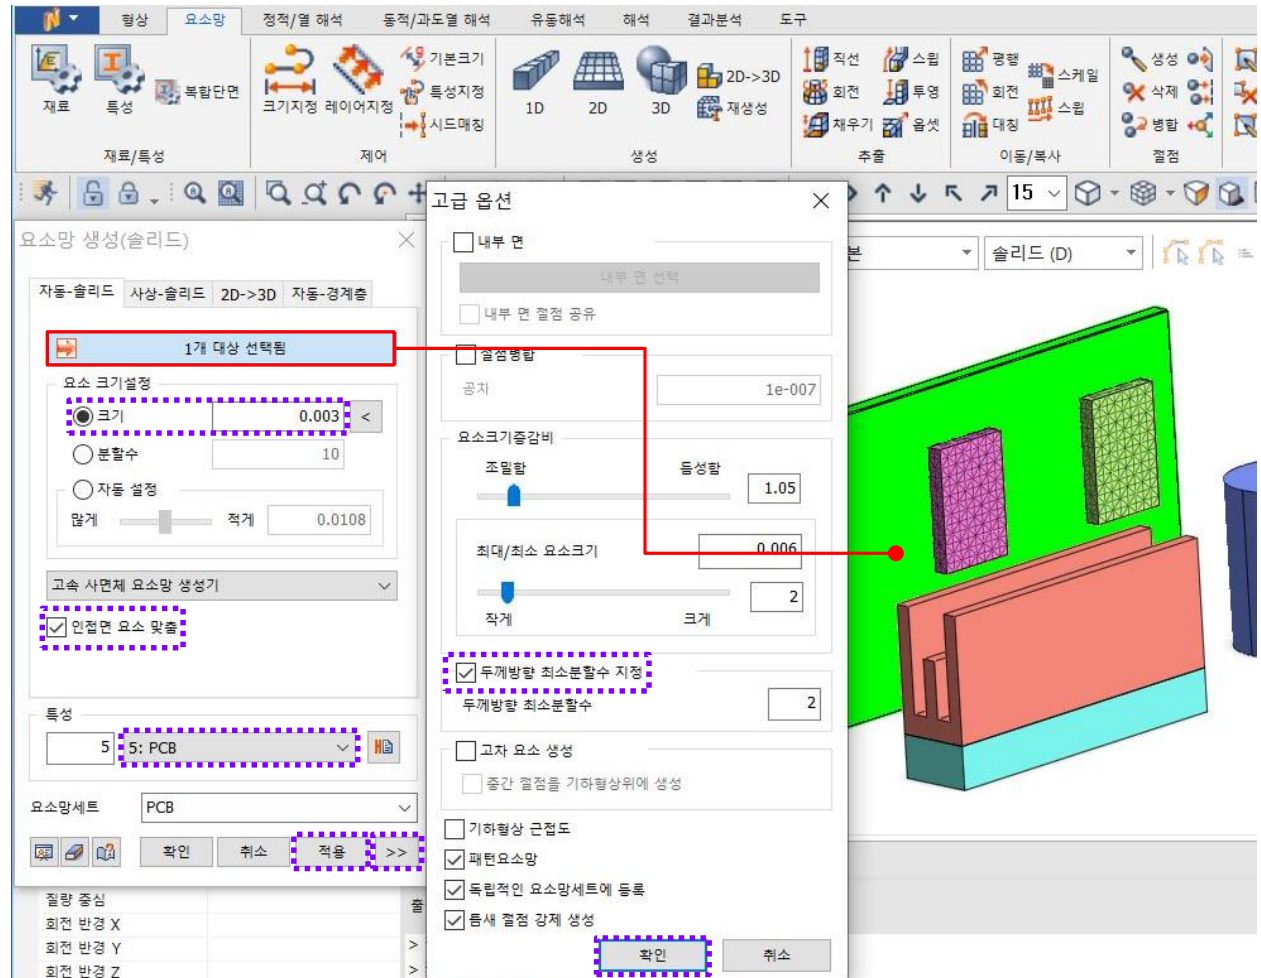 형상 요소망 정적/열 해석 동적/과도열 해석 유동해석 해석 결과분석 도구
재료 특성 복합단면
크기지정 레이어지정 기본크기 특성지정 시드매칭
1D 2D 3D 2D->3D 재생성
직선 스윕 회전 투영 채우기 옵셋
평행 회전 대칭 스케일 스윕
생성 삭제 병합
재료/특성 제어 생성 추출 이동/복사 절점
15
본 솔리드 (D)
요소망 생성(솔리드)
자동-솔리드 사상-솔리드 2D->3D 자동-경계층
1개 대상 선택됨
요소 크기설정
크기 0.003 <
분할수 10
자동 설정
많게 적게 0.0108
고속 사면체 요소망 생성기
인접면 요소 맞춤
특성
5 5: PCB
요소망세트 PCB
확인 취소 적용 >>
질량 중심
회전 반경 X
회전 반경 Y
회전 반경 Z
출
>
>
고급 옵션
내부 면
내부 면 선택
내부 면 절점 공유
절점병합
공차 1e-007
요소크기증감비
조밀함 듬성함 1.05
최대/최소 요소크기 0.006
2
작게 크게
두께방향 최소분할수 지정
두께방향 최소분할수 2
고차 요소 생성
중간 절점을 기하형상위에 생성
기하형상 근접도
패턴요소망
독립적인 요소망세트에 등록
틈새 절점 강제 생성
확인 취소